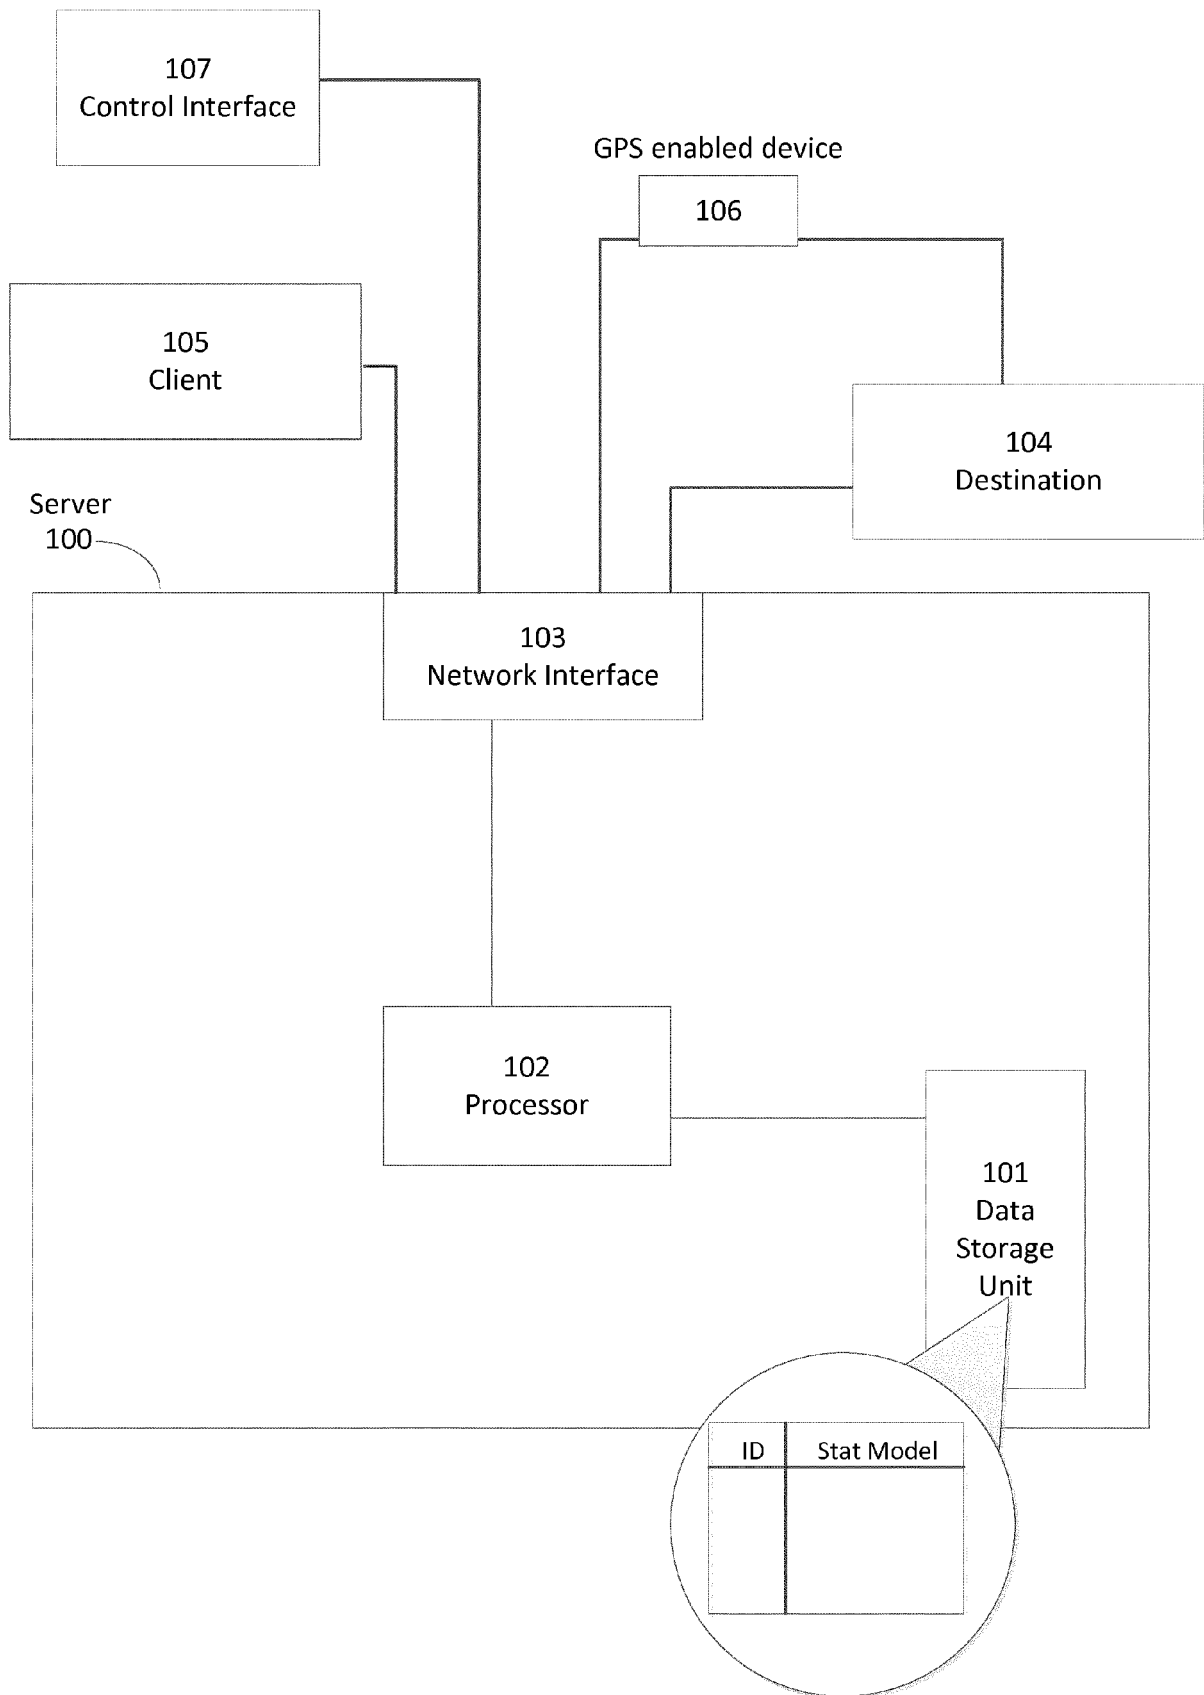 107
Control Interface
GPS enabled device
106
105
Client
104
Destination
Server
100
103
Network Interface
102
Processor
101
Data
Storage
Unit
ID Stat Model